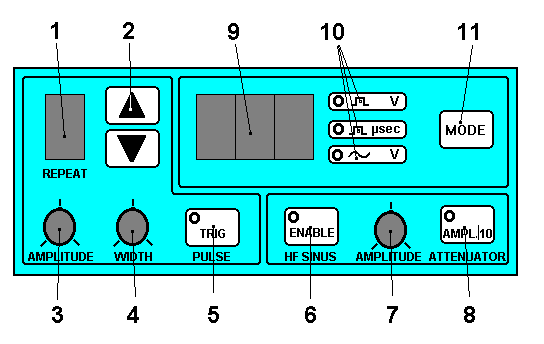 1 2 9 10 11
V
µsec
V
MODE
REPEAT
AMPLITUDE
WIDTH
TRIG
PULSE
ENABLE
HF SINUS
AMPLITUDE
AMPL.|10
ATTENUATOR
3 4 5 6 7 8